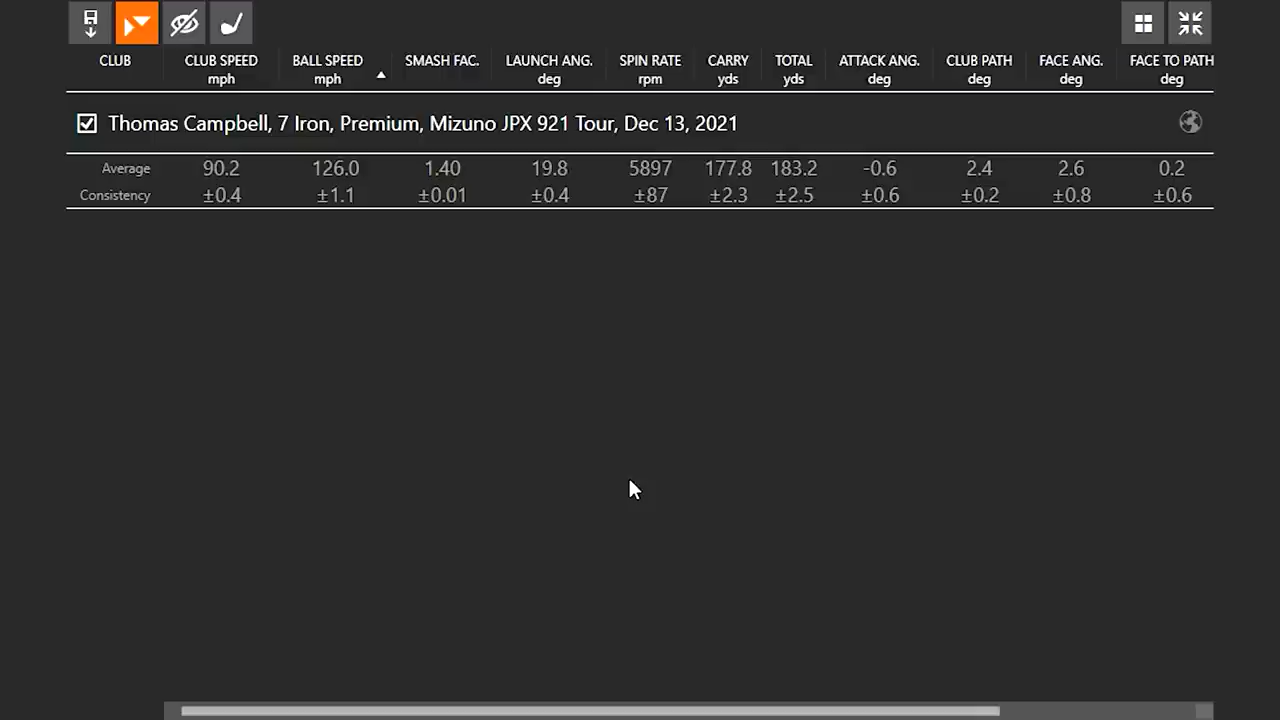 CLUB CLUB SPEED BALL SPEED SMASH FAC. LAUNCH ANG. SPIN RATE CARRY TOTAL ATTACK ANG. CLUB PATH FACE ANG. FACE TO PATH
mph mph deg rpm yds yds deg deg deg deg
Thomas Campbell, 7 Iron, Premium, Mizuno JPX 921 Tour, Dec 13, 2021
Average 90.2 126.0 1.40 19.8 5897 177.8 183.2 -0.6 2.4 2.6 0.2
Consistency ±0.4 ±1.1 ±0.01 ±0.4 ±87 ±2.3 ±2.5 ±0.6 ±0.2 ±0.8 ±0.6